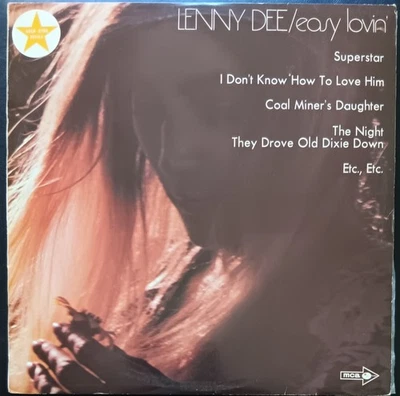 LENNY DEE/easy lovin'
Superstar
I Don't Know How To Love Him
Coal Miner's Daughter
The Night
They Drove Old Dixie Down
Etc., Etc.
mca